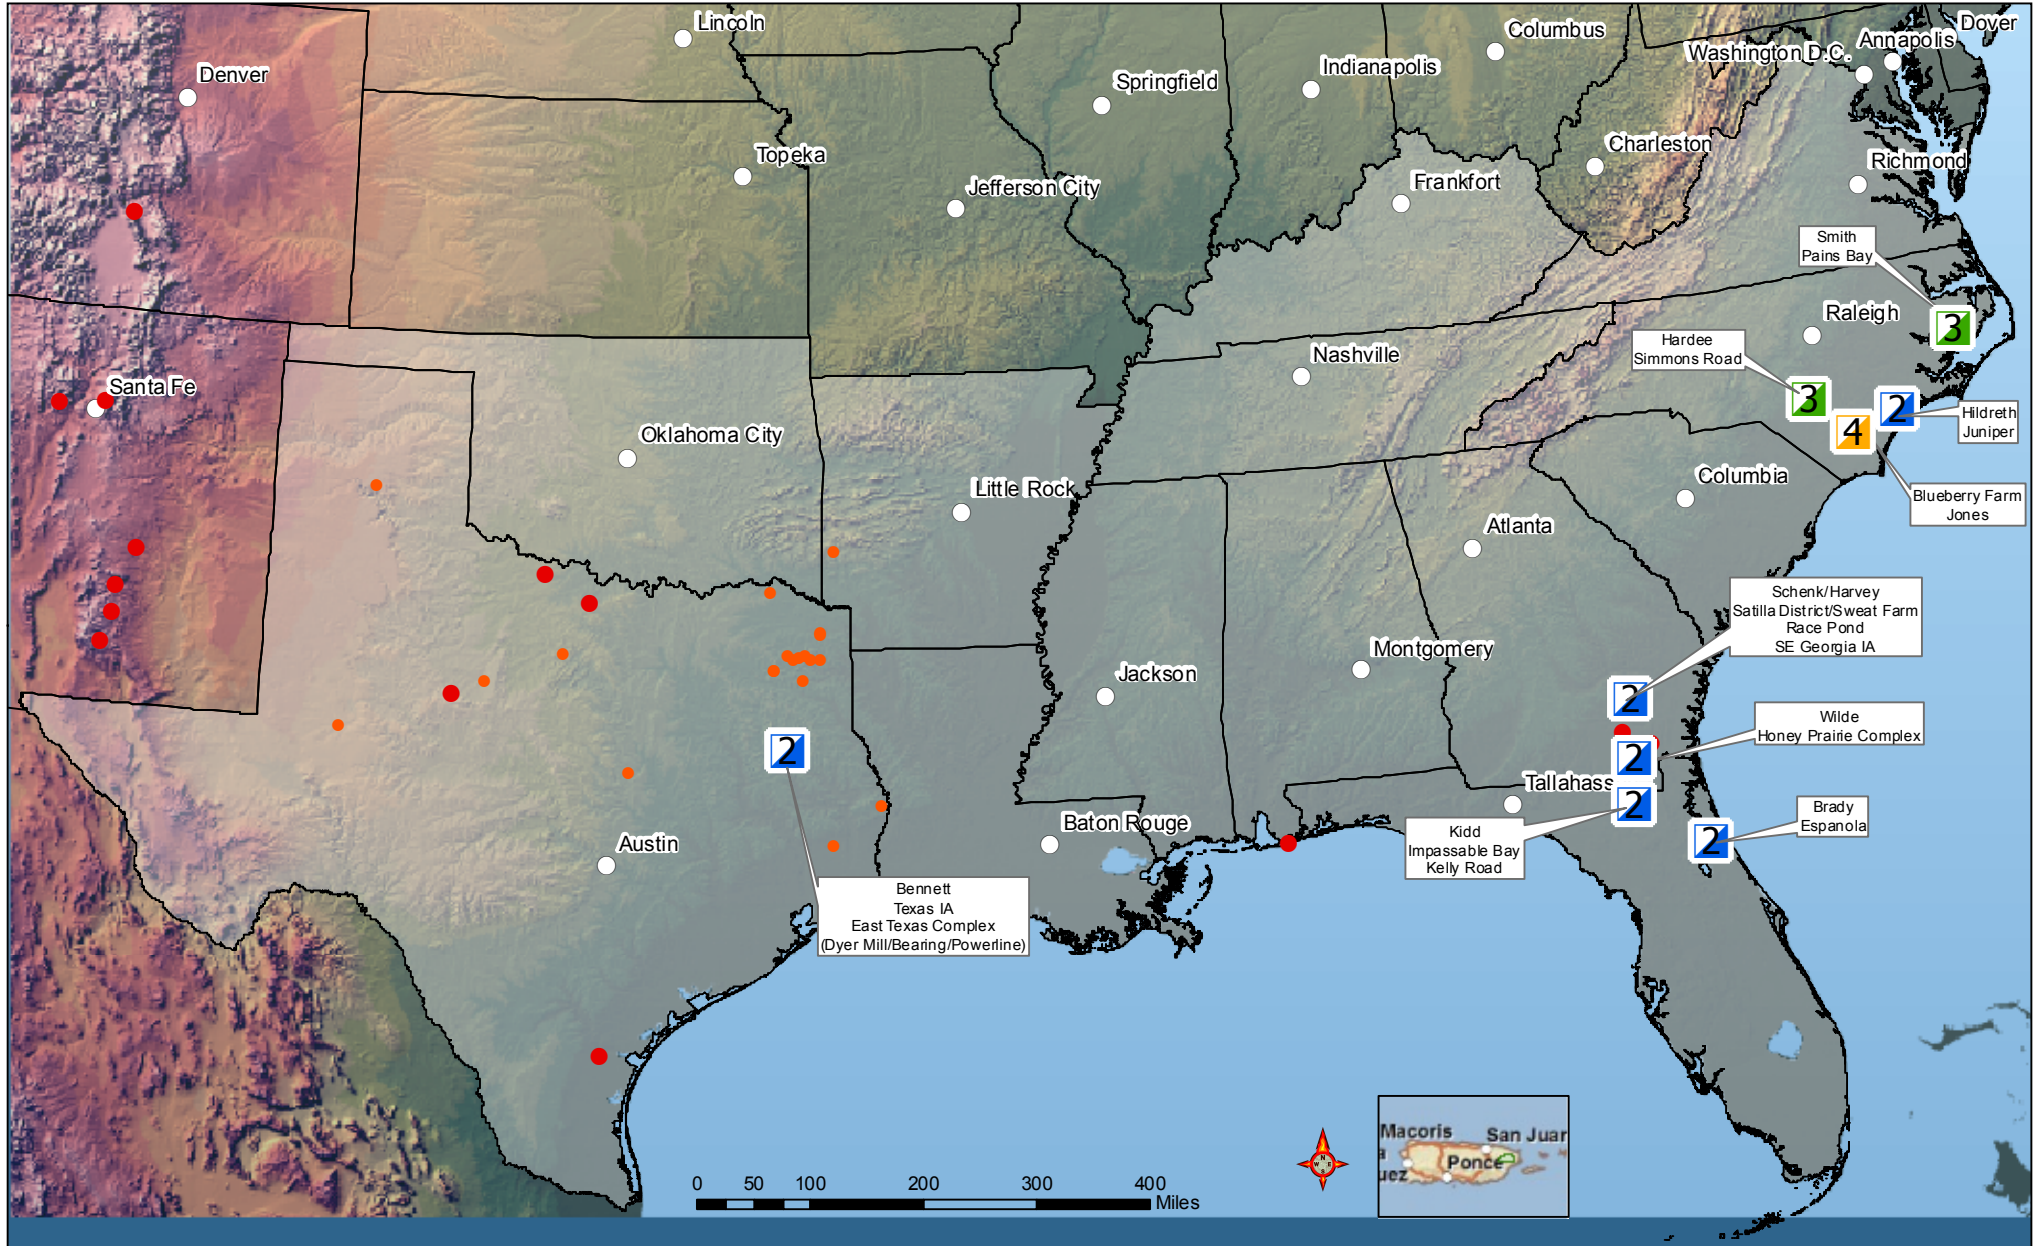 Lincoln
Columbus
Dover
Annapolis
Washington D.C.
Denver
Springfield
Indianapolis
Topeka
Charleston
Richmond
Jefferson City
Frankfort
Smith
Pains Bay
3
Raleigh
Hardee
Simmons Road
Nashville
Santa Fe
3
2
Hildreth
Juniper
4
Oklahoma City
Columbia
Little Rock
Blueberry Farm
Jones
Atlanta
Schenk/Harvey
Satilla District/Sweat Farm
Race Pond
SE Georgia IA
Montgomery
Jackson
2
Wilde
Honey Prairie Complex
2
2
Tallahass
2
Brady
Espanola
2
Baton Rouge
Kidd
Impassable Bay
Kelly Road
Austin
Bennett
Texas IA
East Texas Complex
(Dyer Mill/Bearing/Powerline)
N
W E
S
Macoris
San Juar
a
uez
Ponce
0 50 100 200 300 400
Miles